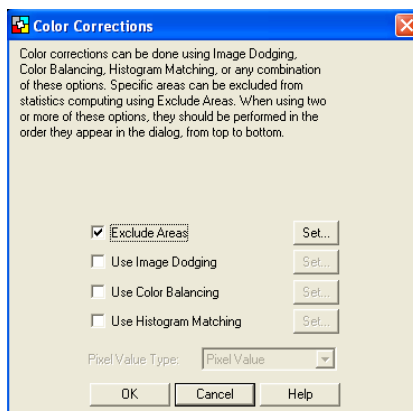 Color Corrections
Color corrections can be done using Image Dodging,
Color Balancing, Histogram Matching, or any combination
of these options. Specific areas can be excluded from
statistics computing using Exclude Areas. When using two
or more of these options, they should be performed in the
order they appear in the dialog, from top to bottom.
Exclude Areas Set...
Use Image Dodging Set...
Use Color Balancing Set...
Use Histogram Matching Set...
Pixel Value Type: Pixel Value
OK Cancel Help